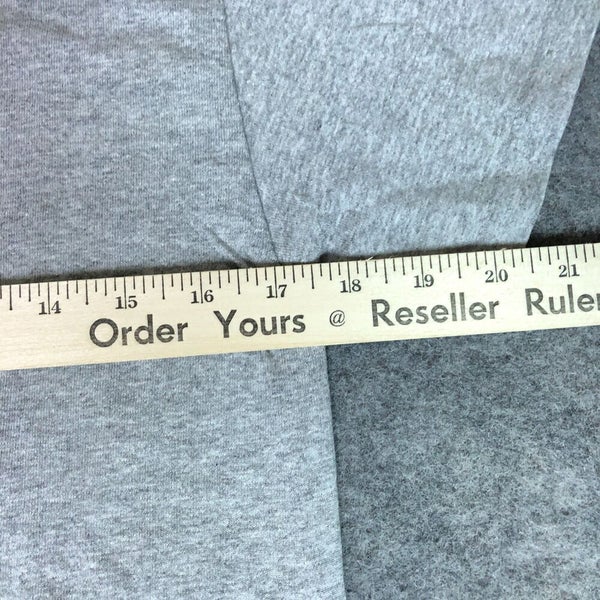 14 15 16 17 18 19 20 21
Order Yours @ Reseller Ruler